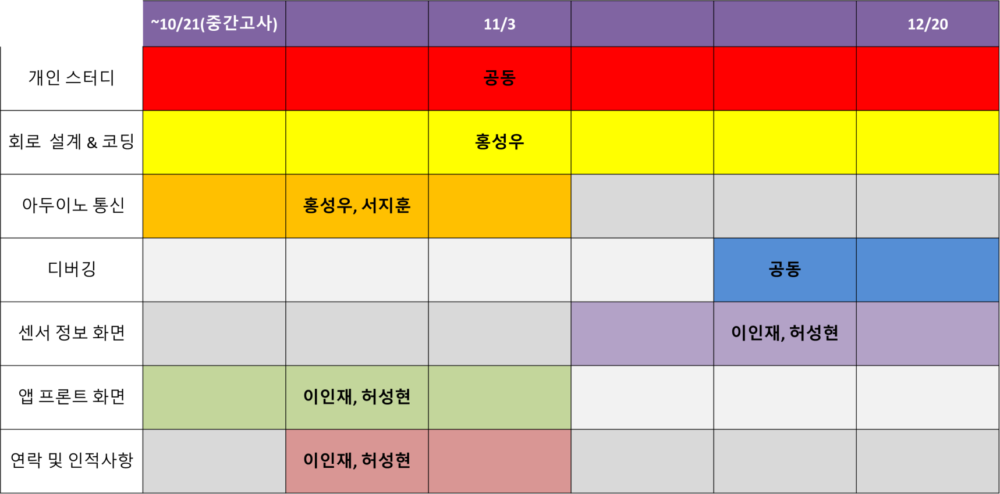 ~10/21(중간고사)
11/3
12/20
개인 스터디
공동
회로 설계 & 코딩
홍성우
아두이노 통신
홍성우, 서지훈
디버깅
공동
센서 정보 화면
이인재, 허성현
앱 프론트 화면
이인재, 허성현
연락 및 인적사항
이인재, 허성현